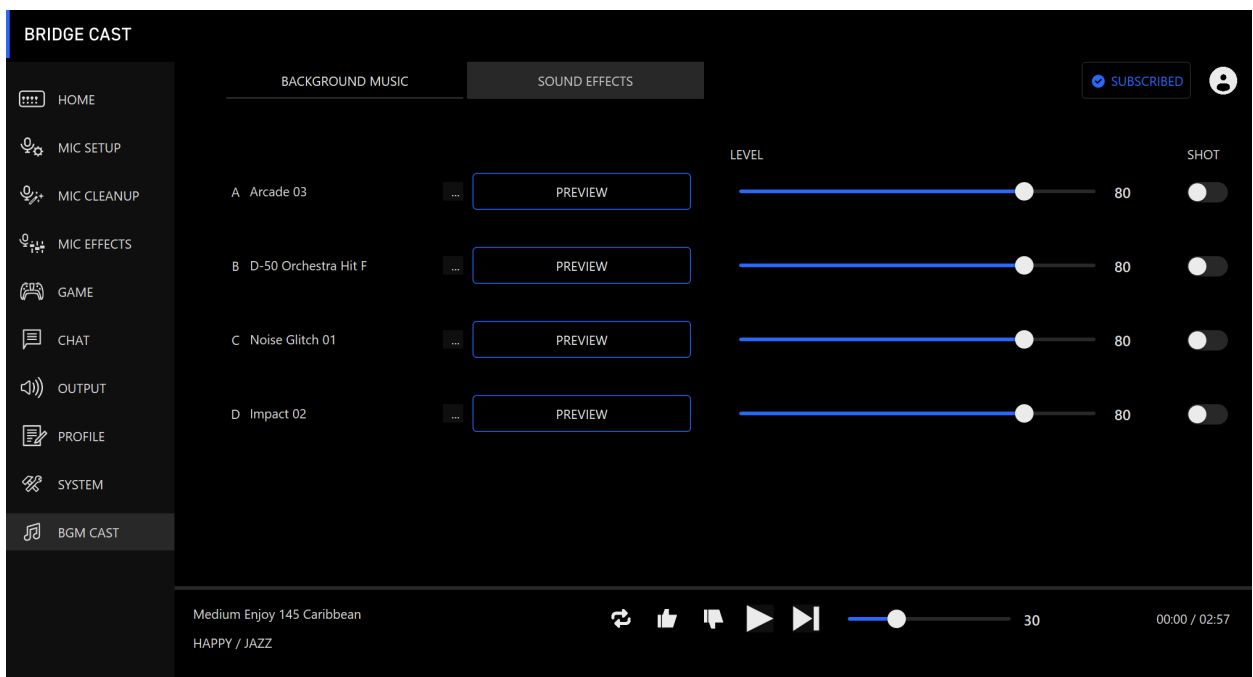 BRIDGE CAST
HOME
MIC SETUP
MIC CLEANUP
MIC EFFECTS
GAME
CHAT
OUTPUT
PROFILE
SYSTEM
BGM CAST
BACKGROUND MUSIC
SOUND EFFECTS
SUBSCRIBED
LEVEL
SHOT
A Arcade 03 ... PREVIEW 80
B D-50 Orchestra Hit F ... PREVIEW 80
C Noise Glitch 01 ... PREVIEW 80
D Impact 02 ... PREVIEW 80
Medium Enjoy 145 Caribbean
HAPPY / JAZZ
30
00:00 / 02:57